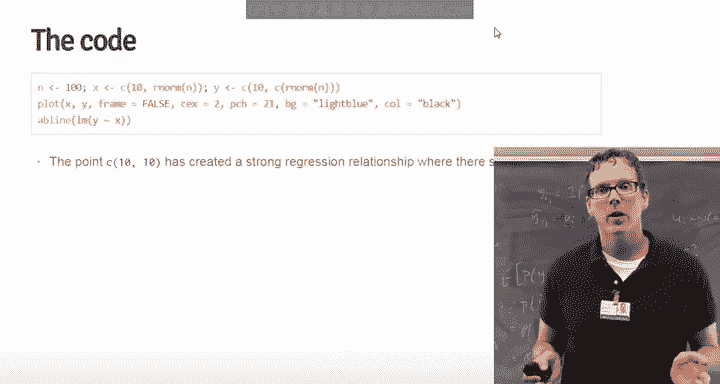 The code
n <- 100; x <- c(10, rnorm(n)); y <- c(10, c(rnorm(n)))
plot(x, y, frame = FALSE, cex = 2, pch = 21, bg = "lightblue", col = "black")
abline(lm(y ~ x))
· The point c(10, 10) has created a strong regression relationship where there s